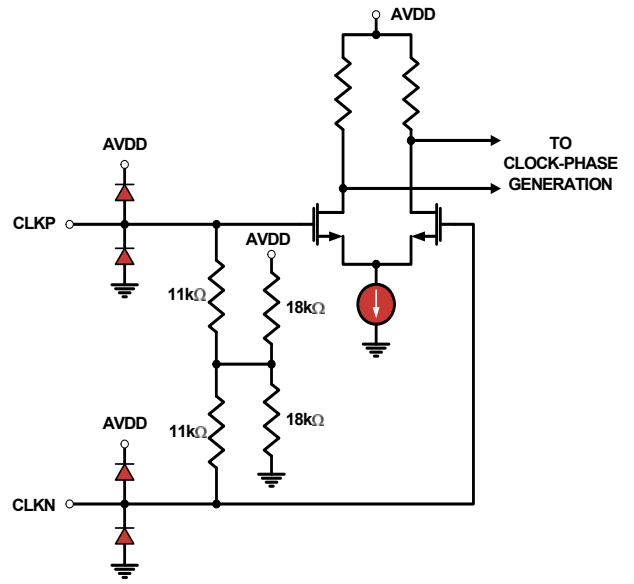 AVDD
TO
CLOCK-PHASE
GENERATION
AVDD
CLKP
AVDD
11kΩ
18kΩ
11kΩ
18kΩ
AVDD
CLKN